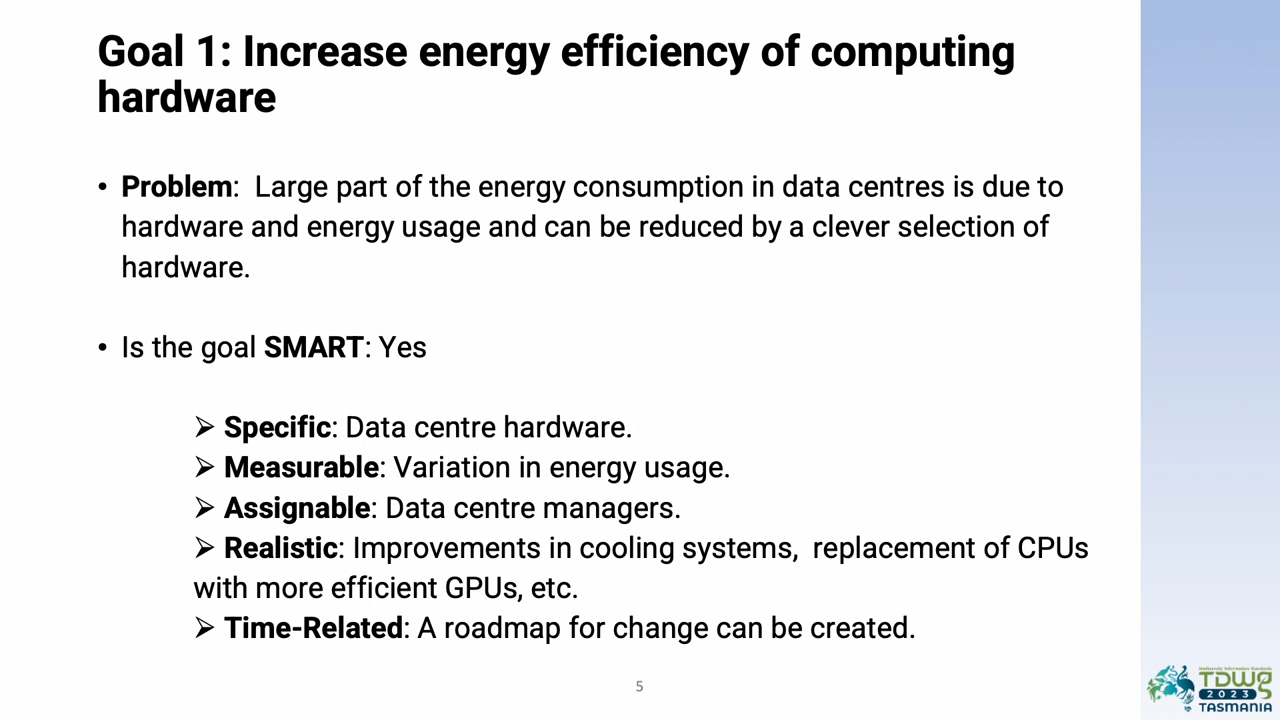 Goal 1: Increase energy efficiency of computing
hardware
• Problem:  Large part of the energy consumption in data centres is due to
hardware and energy usage and can be reduced by a clever selection of
hardware.
• Is the goal SMART: Yes
➢ Specific: Data centre hardware.
➢ Measurable: Variation in energy usage.
➢ Assignable: Data centre managers.
➢ Realistic: Improvements in cooling systems,  replacement of CPUs
with more efficient GPUs, etc.
➢ Time-Related: A roadmap for change can be created.
5
Biodiversity Information Standards
TDWG
2023
TASMANIA